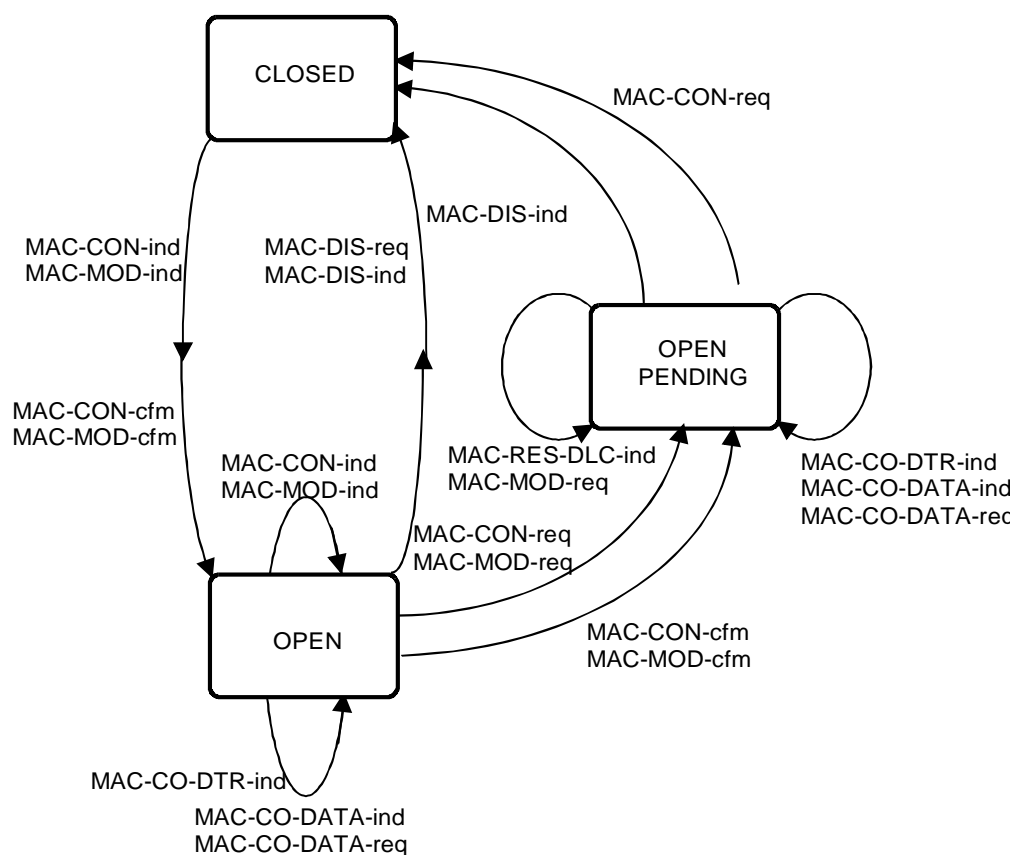 CLOSED
MAC-CON-req
MAC-DIS-ind
MAC-CON-ind
MAC-MOD-ind
MAC-DIS-req
MAC-DIS-ind
OPEN
PENDING
MAC-CON-cfm
MAC-MOD-cfm
MAC-CON-ind
MAC-MOD-ind
MAC-RES-DLC-ind
MAC-MOD-req
MAC-CO-DTR-ind
MAC-CO-DATA-ind
MAC-CO-DATA-req
MAC-CON-req
MAC-MOD-req
OPEN
MAC-CON-cfm
MAC-MOD-cfm
MAC-CO-DTR-ind
MAC-CO-DATA-ind
MAC-CO-DATA-req